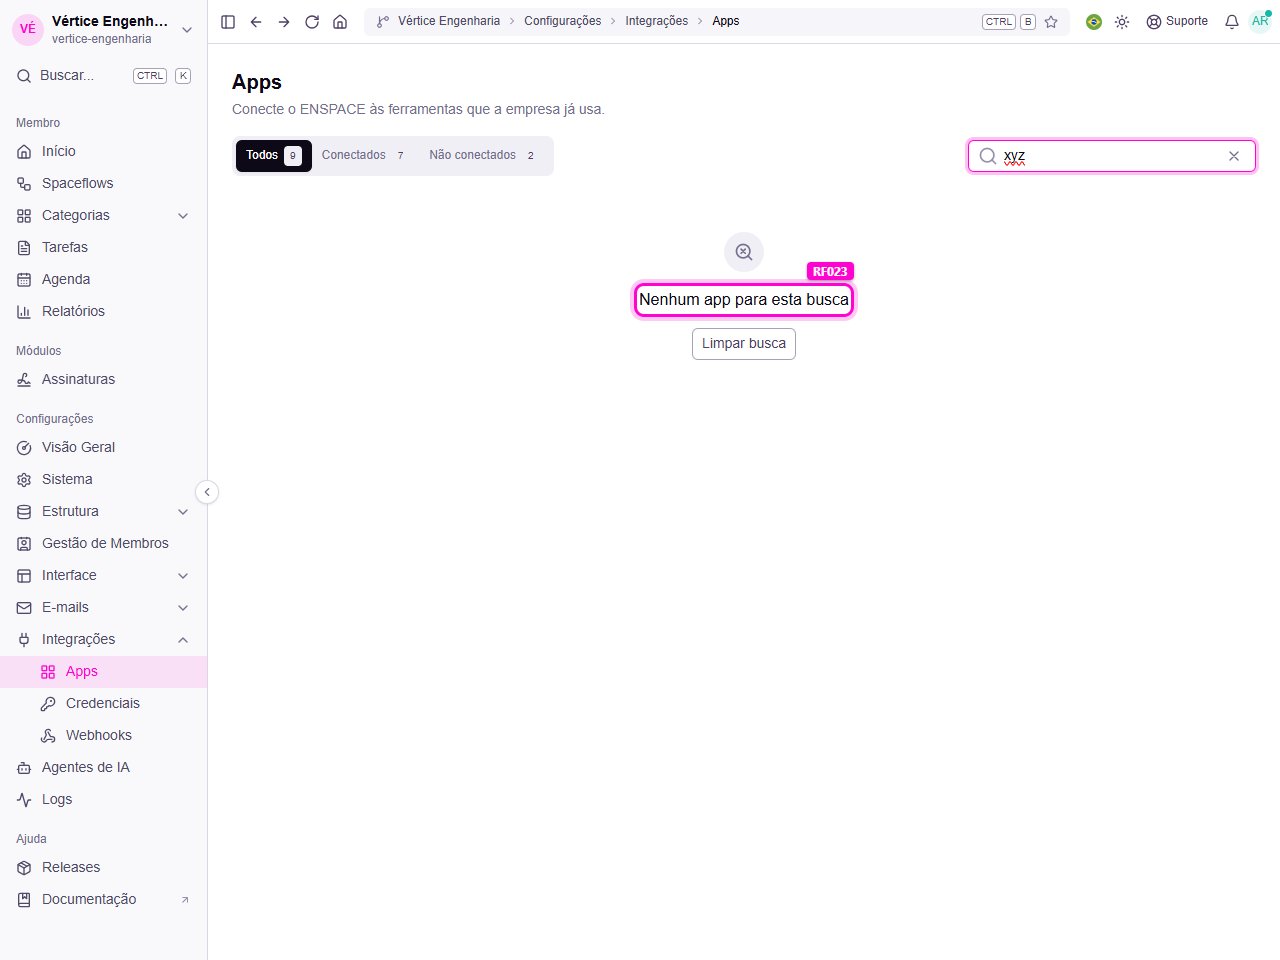 VÉ
Vértice Engenh...
vertice-engenharia
Buscar...
CTRL K
Membro
Início
Spaceflows
Categorias
Tarefas
Agenda
Relatórios
Módulos
Assinaturas
Configurações
Visão Geral
Sistema
Estrutura
Gestão de Membros
Interface
E-mails
Integrações
Apps
Credenciais
Webhooks
Agentes de IA
Logs
Ajuda
Releases
Documentação
Vértice Engenharia
Configurações
Integrações
Apps
CTRL B
Suporte
AR
Apps
Conecte o ENSPACE às ferramentas que a empresa já usa.
Todos 9
Conectados 7
Não conectados 2
xyz
RF023
Nenhum app para esta busca
Limpar busca